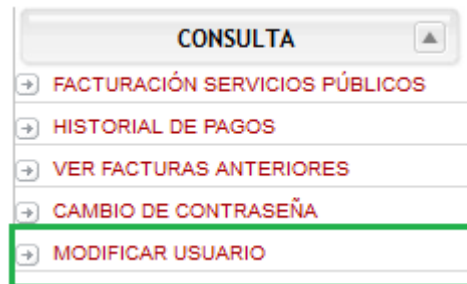 CONSULTA
FACTURACIÓN SERVICIOS PÚBLICOS
HISTORIAL DE PAGOS
VER FACTURAS ANTERIORES
CAMBIO DE CONTRASEÑA
MODIFICAR USUARIO